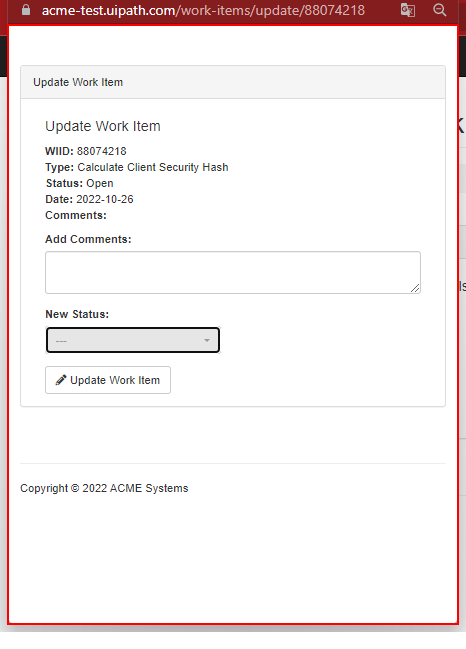 acme-test.uipath.com/work-items/update/88074218
Update Work Item
Update Work Item
WIID: 88074218
Type: Calculate Client Security Hash
Status: Open
Date: 2022-10-26
Comments:
Add Comments:
New Status:
---
Update Work Item
Copyright © 2022 ACME Systems